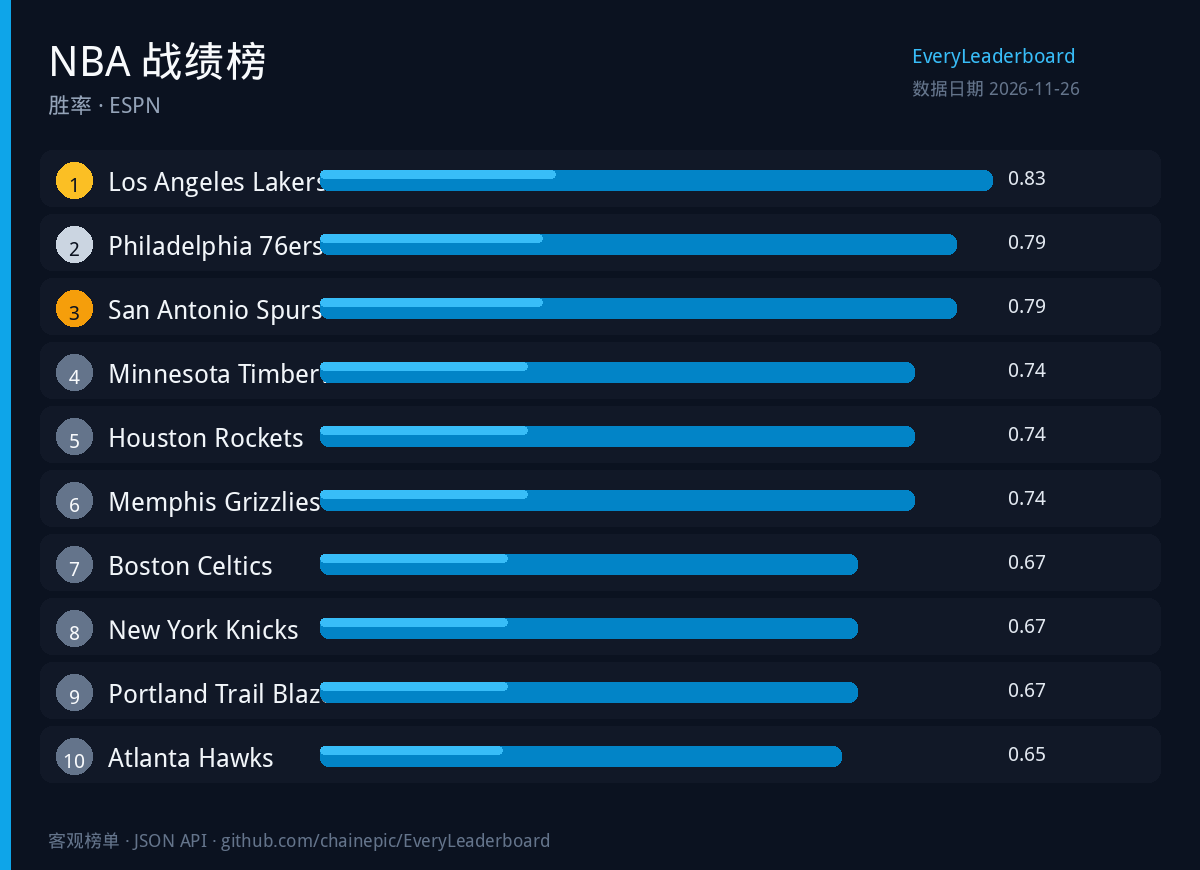 NBA 战绩榜
胜率 · ESPN
EveryLeaderboard
数据日期 2026-11-26
1 Los Angeles Lakers 0.83
2 Philadelphia 76ers 0.79
3 San Antonio Spurs 0.79
4 Minnesota Timber 0.74
5 Houston Rockets 0.74
6 Memphis Grizzlies 0.74
7 Boston Celtics 0.67
8 New York Knicks 0.67
9 Portland Trail Blaz 0.67
10 Atlanta Hawks 0.65
客观榜单 · JSON API · github.com/chainepic/EveryLeaderboard